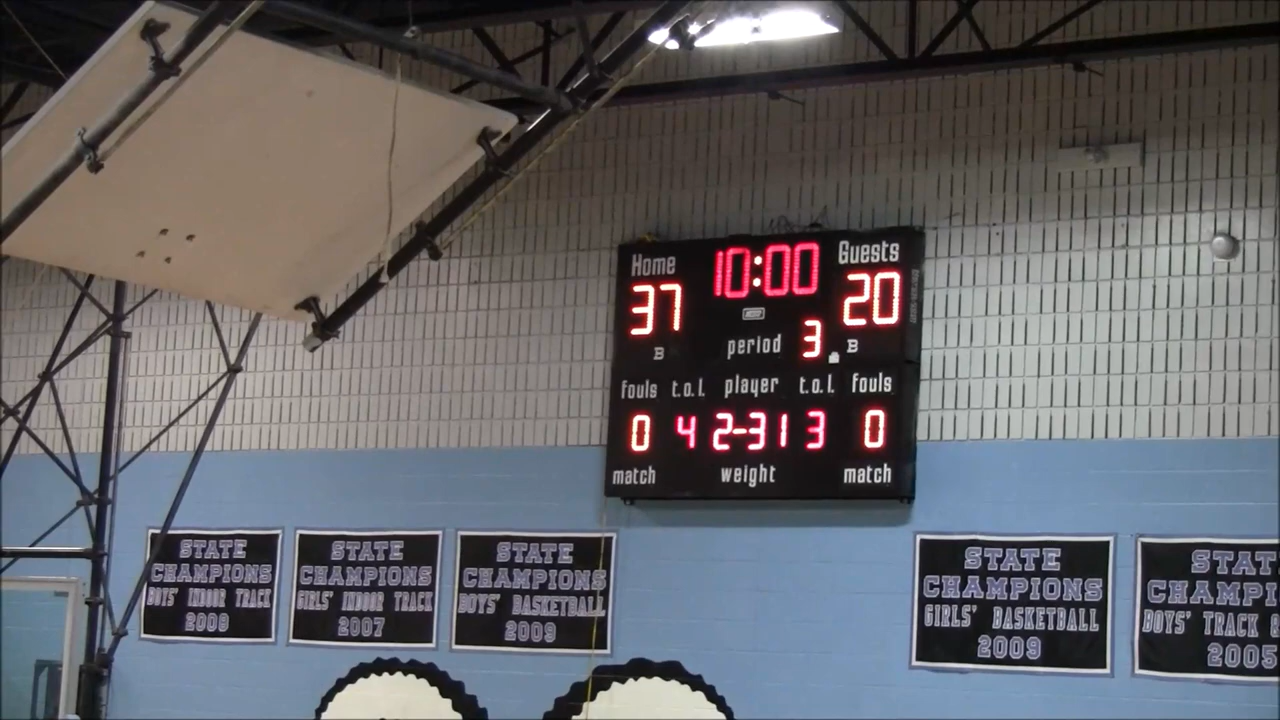 Home 10:00 Guests
37 20
period 3
B B
fouls t.o.l. player t.o.l. fouls
0 4 2-31 3 0
match weight match
STATE
CHAMPIONS
BOYS' INDOOR TRACK
2008
STATE
CHAMPIONS
GIRLS' INDOOR TRACK
2007
STATE
CHAMPIONS
BOYS' BASKETBALL
2009
STATE
CHAMPIONS
GIRLS' BASKETBALL
2009
STAT
CHAMPI
BOYS' TRACK &
2005